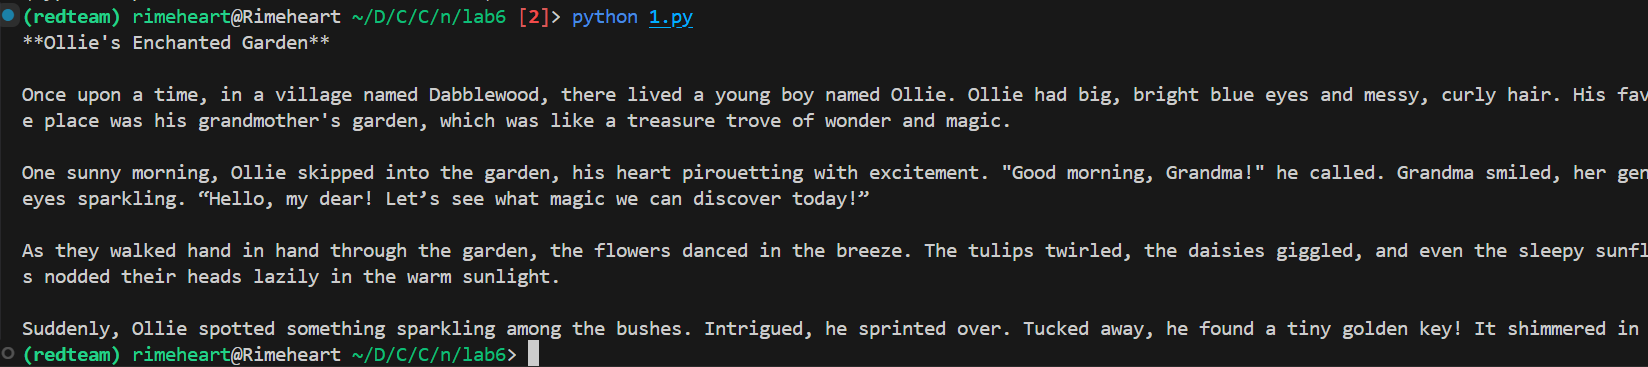 (redteam) rimeheart@Rimeheart ~/D/C/C/n/lab6 [2]> python 1.py
**Ollie's Enchanted Garden**
Once upon a time, in a village named Dabblewood, there lived a young boy named Ollie. Ollie had big, bright blue eyes and messy, curly hair. His fav
e place was his grandmother's garden, which was like a treasure trove of wonder and magic.
One sunny morning, Ollie skipped into the garden, his heart pirouetting with excitement. "Good morning, Grandma!" he called. Grandma smiled, her gen
eyes sparkling. “Hello, my dear! Let’s see what magic we can discover today!”
As they walked hand in hand through the garden, the flowers danced in the breeze. The tulips twirled, the daisies giggled, and even the sleepy sunfl
s nodded their heads lazily in the warm sunlight.
Suddenly, Ollie spotted something sparkling among the bushes. Intrigued, he sprinted over. Tucked away, he found a tiny golden key! It shimmered in
(redteam) rimeheart@Rimeheart ~/D/C/C/n/lab6>